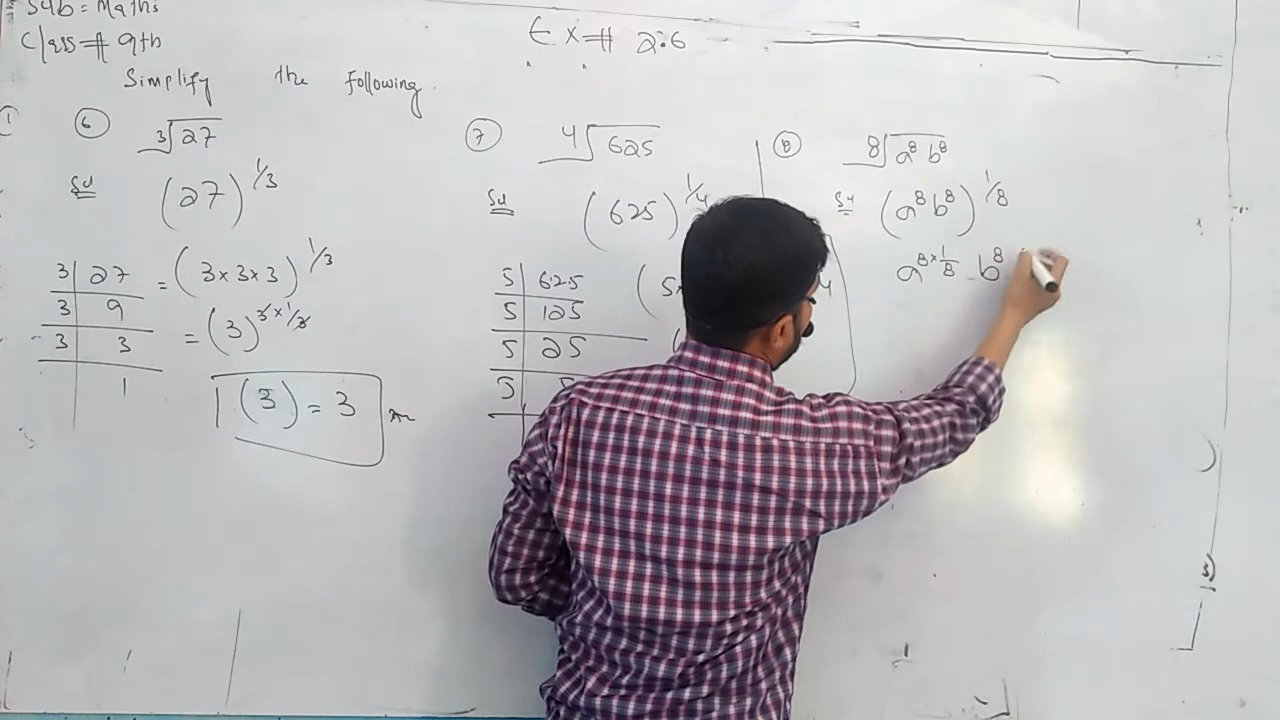 Sub = Maths
Class # 9th
Ex # 2.6
Simplify the following.
6 ∛27
Sol (27)^1/3
3 | 27 = (3×3×3)^1/3
3 | 9
= (3)^3×1/3
3 | 3
1
(3) = 3
7 ∜625
Sol (625)^1/4
5 | 625 (5
5 | 125
5 | 25
5
8 ⁸√a⁸b⁸
Sol (a⁸b⁸)^1/8
a^8×1/8 . b^8